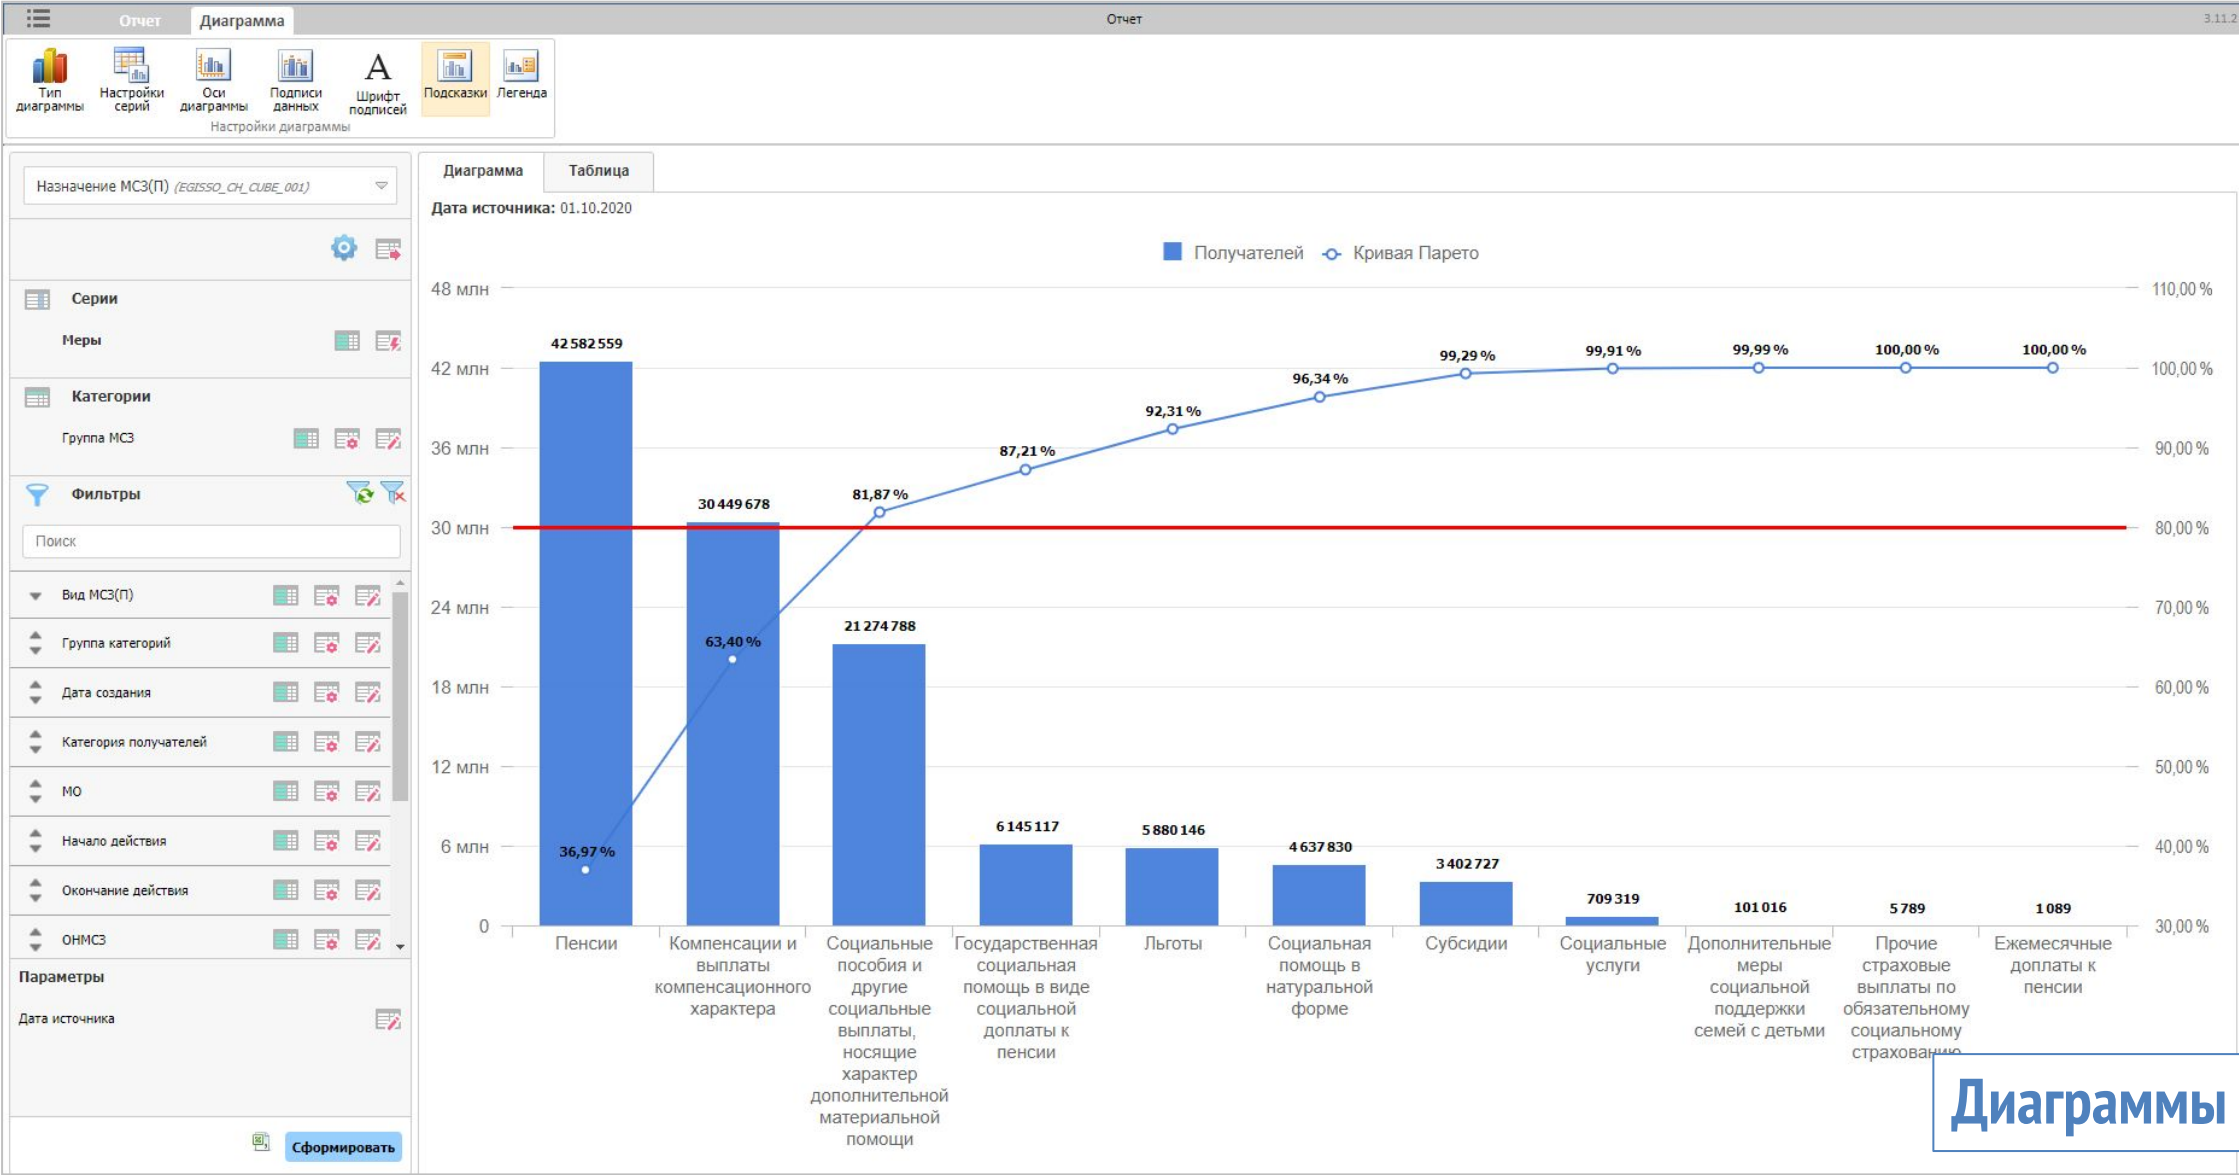 Отчет
Диаграмма
Отчет
3.11.2
Тип
диаграммы
Настройки
серий
Оси
диаграммы
Подписи
данных
Шрифт
подписей
Подсказки
Легенда
Настройки диаграммы
Назначение МСЗ(П) (EGISSO_CH_CUBE_001)
Серии
Меры
Категории
Группа МСЗ
Фильтры
Поиск
Вид МСЗ(П)
Группа категорий
Дата создания
Категория получателей
МО
Начало действия
Окончание действия
ОНМСЗ
Параметры
Дата источника
Сформировать
Диаграмма
Таблица
Дата источника: 01.10.2020
Получателей
Кривая Парето
48 млн
42 млн
36 млн
30 млн
24 млн
18 млн
12 млн
6 млн
0
110,00 %
100,00 %
90,00 %
80,00 %
70,00 %
60,00 %
50,00 %
40,00 %
30,00 %
42 582 559
30 449 678
21 274 788
6 145 117
5 880 146
4 637 830
3 402 727
709 319
101 016
5 789
1 089
36,97 %
63,40 %
81,87 %
87,21 %
92,31 %
96,34 %
99,29 %
99,91 %
99,99 %
100,00 %
100,00 %
Пенсии
Компенсации и
выплаты
компенсационного
характера
Социальные
пособия и
другие
социальные
выплаты,
носящие
характер
дополнительной
материальной
помощи
Государственная
социальная
помощь в виде
социальной
доплаты к
пенсии
Льготы
Социальная
помощь в
натуральной
форме
Субсидии
Социальные
услуги
Дополнительные
меры
социальной
поддержки
семей с детьми
Прочие
страховые
выплаты по
обязательному
социальному
страхованию
Ежемесячные
доплаты к
пенсии
Диаграммы